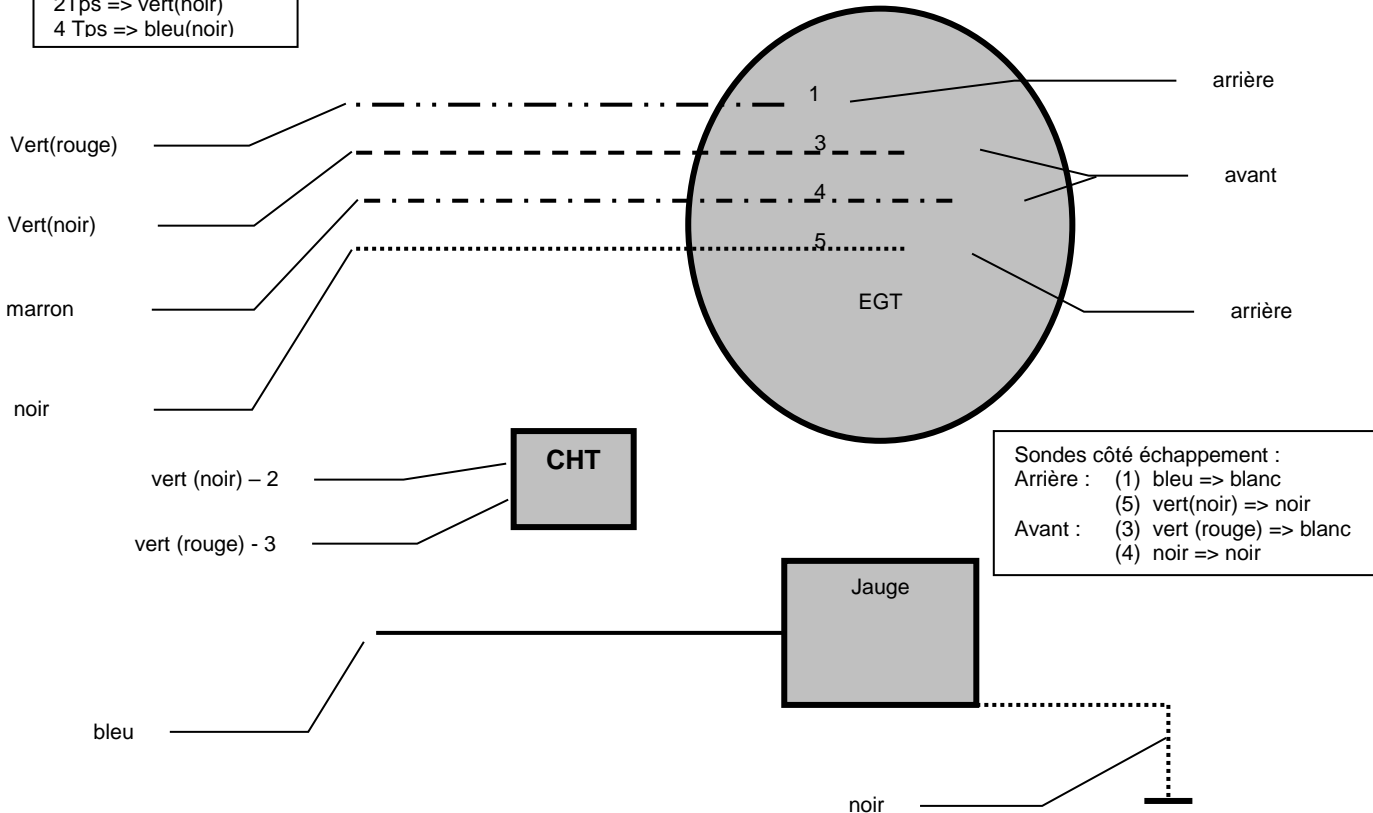 2Tps => vert(noir)
4 Tps => bleu(noir)
1
arrière
Vert(rouge)
3
avant
4
Vert(noir)
5
EGT
marron
arrière
noir
CHT
vert (noir) – 2
vert (rouge) - 3
Sondes côté échappement :
Arrière : (1) bleu => blanc
(5) vert(noir) => noir
Avant : (3) vert (rouge) => blanc
(4) noir => noir
Jauge
bleu
noir